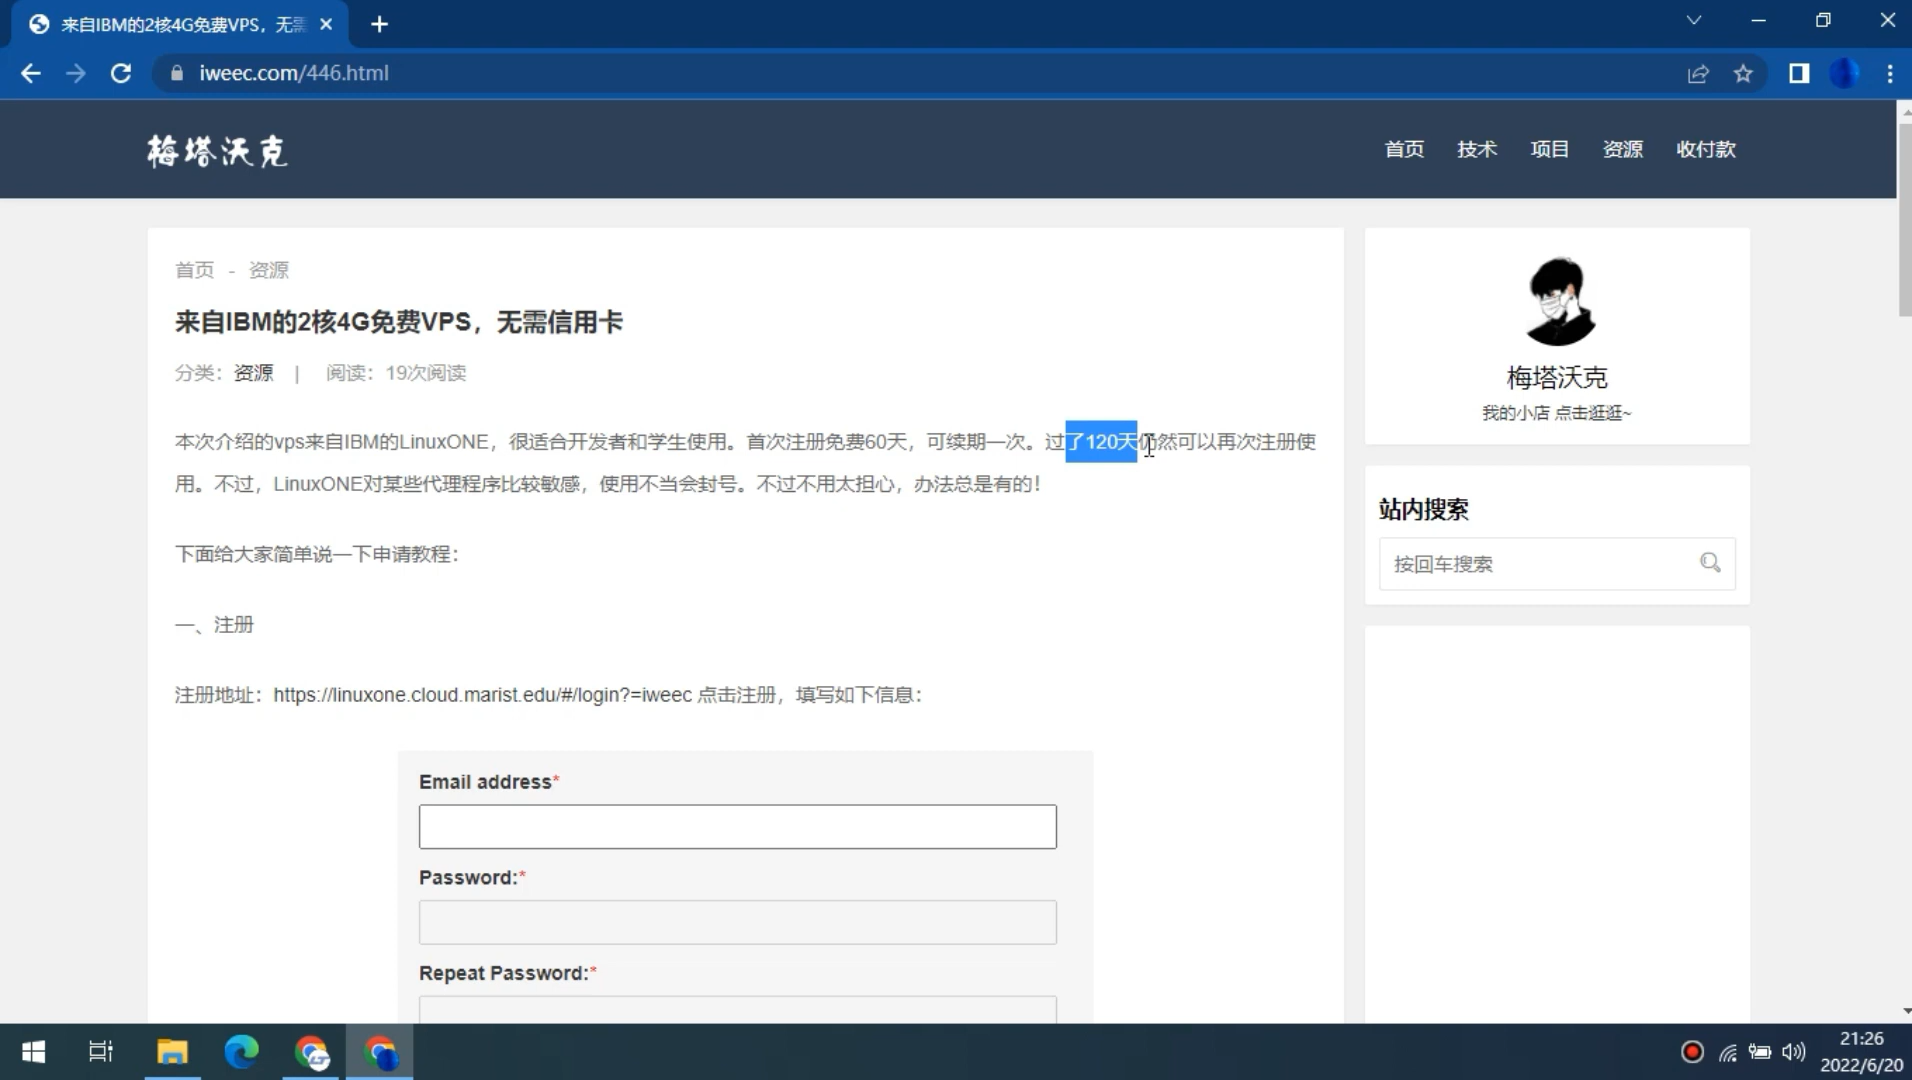 来自IBM的2核4G免费VPS，无需
iweec.com/446.html
梅塔沃克
首页 技术 项目 资源 收付款
首页 - 资源
来自IBM的2核4G免费VPS，无需信用卡
分类：资源 | 阅读：19次阅读
本次介绍的vps来自IBM的LinuxONE，很适合开发者和学生使用。首次注册免费60天，可续期一次。过了120天仍然可以再次注册使
用。不过，LinuxONE对某些代理程序比较敏感，使用不当会封号。不过不用太担心，办法总是有的！
下面给大家简单说一下申请教程：
一、注册
注册地址：https://linuxone.cloud.marist.edu/#/login?=iweec 点击注册，填写如下信息：
Email address*
Password:*
Repeat Password:*
梅塔沃克
我的小店 点击逛逛~
站内搜索
按回车搜索
21:26
2022/6/20